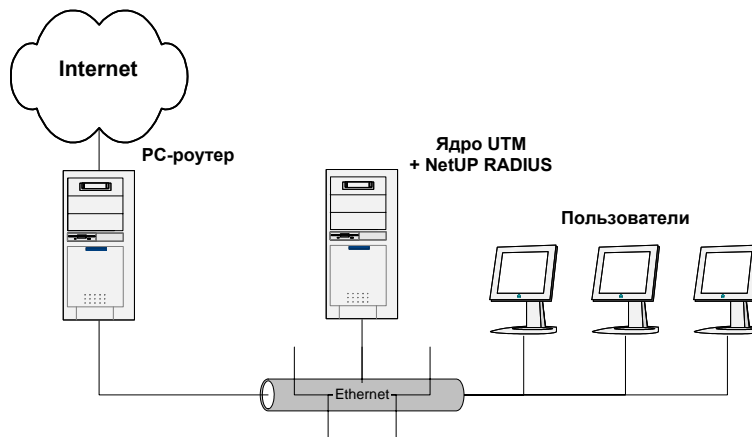 Internet
PC-роутер
Ядро UTM
+ NetUP RADIUS
Пользователи
Ethernet